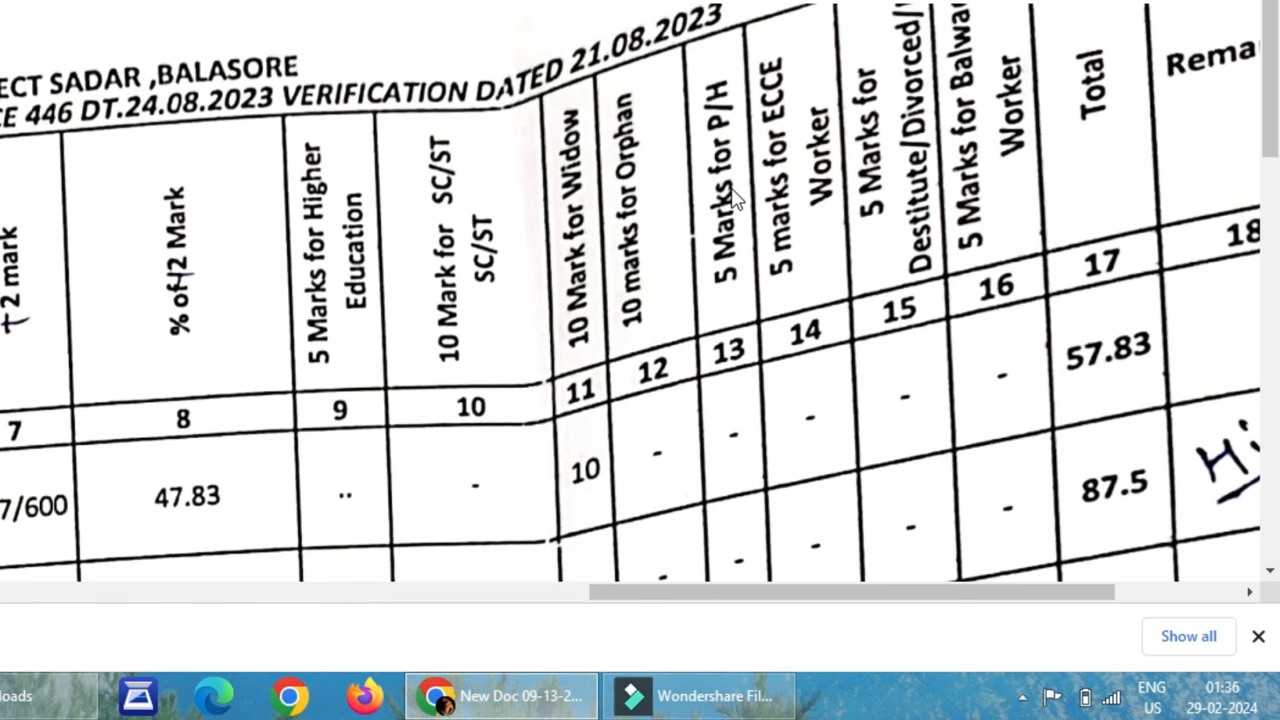 ECT SADAR ,BALASORE
CE 446 DT.24.08.2023 VERIFICATION DATED 21.08.2023
+2 mark
% of +2 Mark
5 Marks for Higher
Education
10 Mark for SC/ST
SC/ST
10 Mark for Widow
10 marks for Orphan
5 Marks for P/H
5 marks for ECCE
Worker
5 Marks for
Destitute/Divorced/
5 Marks for Balwa
Worker
Total
Rema
7 8 9 10 11 12 13 14 15 16 17 18
7/600 47.83 .. - 10 - - - - - 57.83
- - - - - 87.5 Hi
Show all
loads
New Doc 09-13-2...
Wondershare Fil...
ENG
US
01:36
29-02-2024